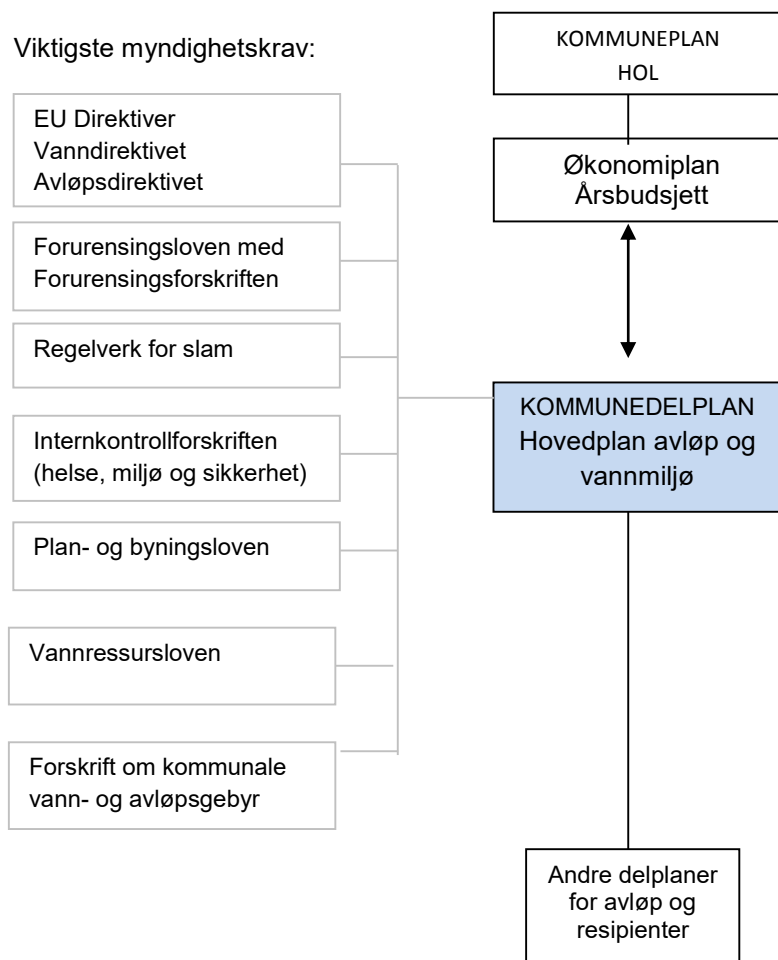 Viktigste myndighetskrav:
EU Direktiver
Vanndirektivet
Avløpsdirektivet
Forurensingsloven med
Forurensingsforskriften
Regelverk for slam
Internkontrollforskriften
(helse, miljø og sikkerhet)
Plan- og byningsloven
Vannressursloven
Forskrift om kommunale
vann- og avløpsgebyr
KOMMUNEPLAN
HOL
Økonomiplan
Årsbudsjett
KOMMUNEDELPLAN
Hovedplan avløp og
vannmiljø
Andre delplaner
for avløp og
resipienter